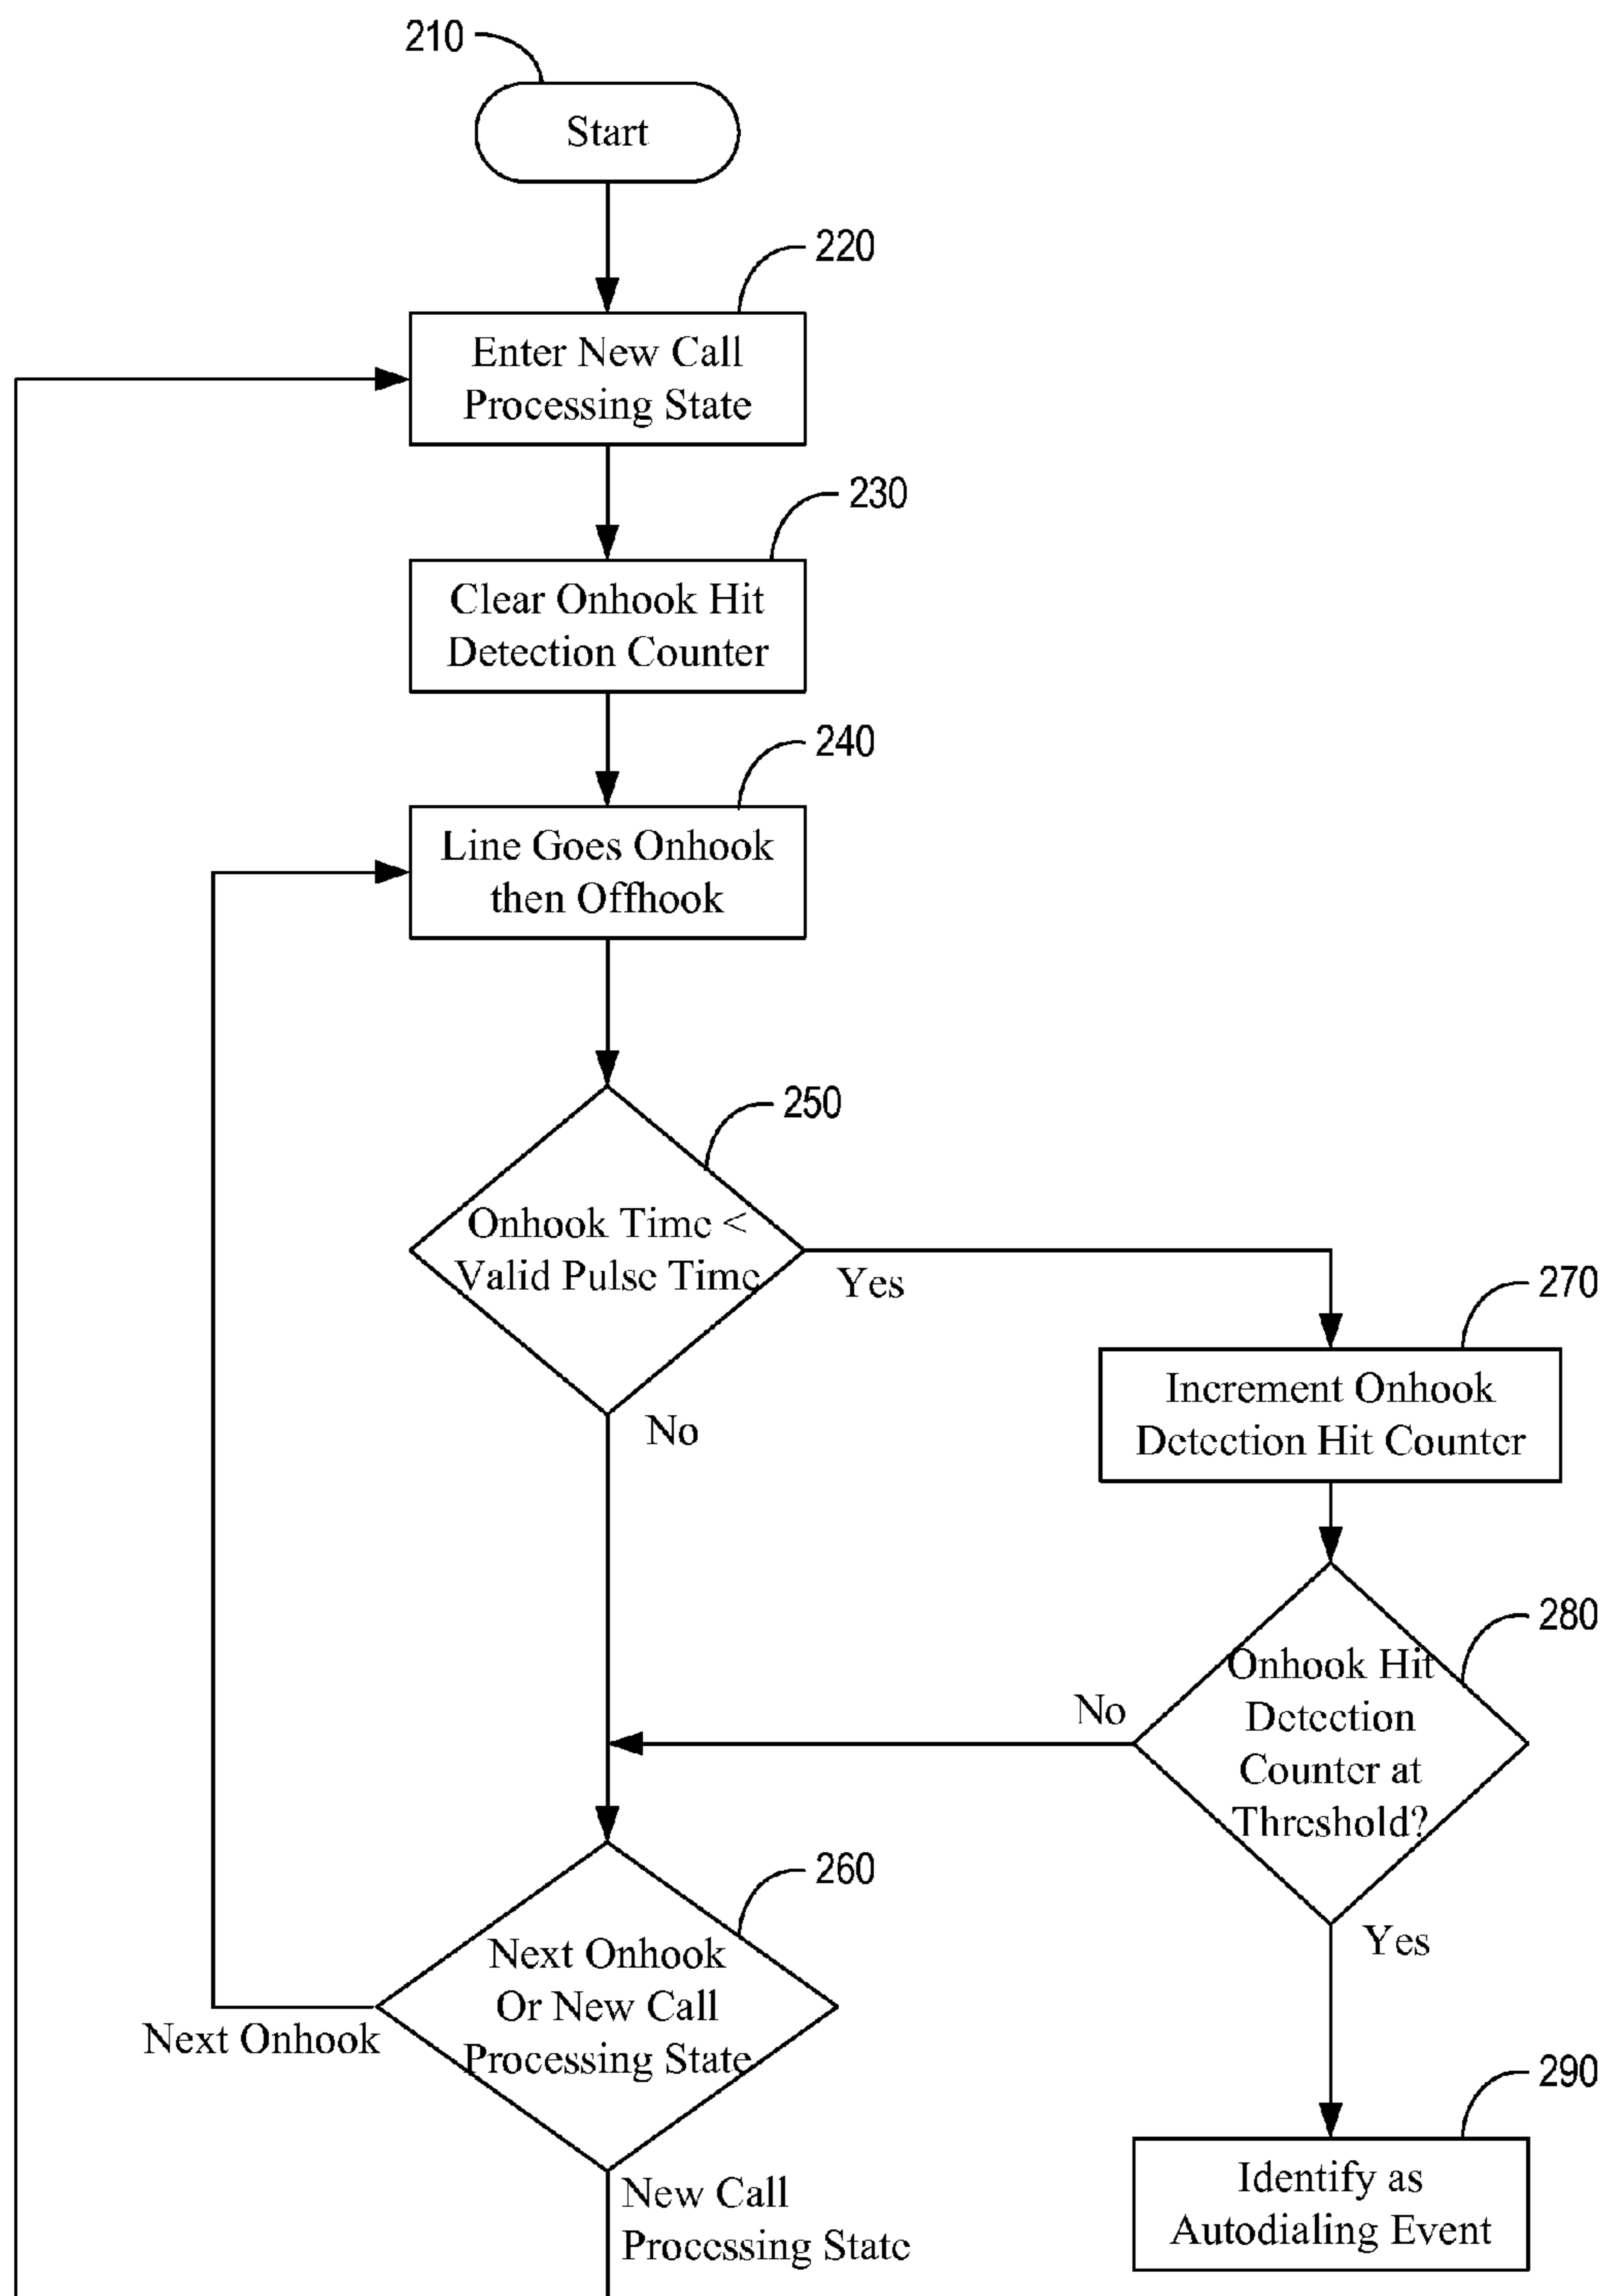 210
Start
220
Enter New Call
Processing State
230
Clear Onhook Hit
Detection Counter
240
Line Goes Onhook
then Offhook
250
Onhook Time <
Valid Pulse Time
Yes
No
270
Increment Onhook
Detection Hit Counter
280
Onhook Hit
Detection
Counter at
Threshold?
No
Yes
260
Next Onhook
Or New Call
Processing State
Next Onhook
New Call
Processing State
290
Identify as
Autodialing Event